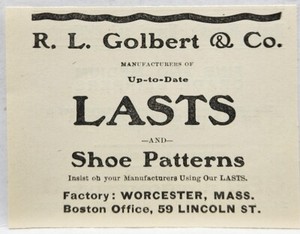 R. L. Golbert & Co.
MANUFACTURERS OF
Up-to-Date
LASTS
—AND—
Shoe Patterns
Insist on your Manufacturers Using Our LASTS.
Factory: WORCESTER, MASS.
Boston Office, 59 LINCOLN ST.